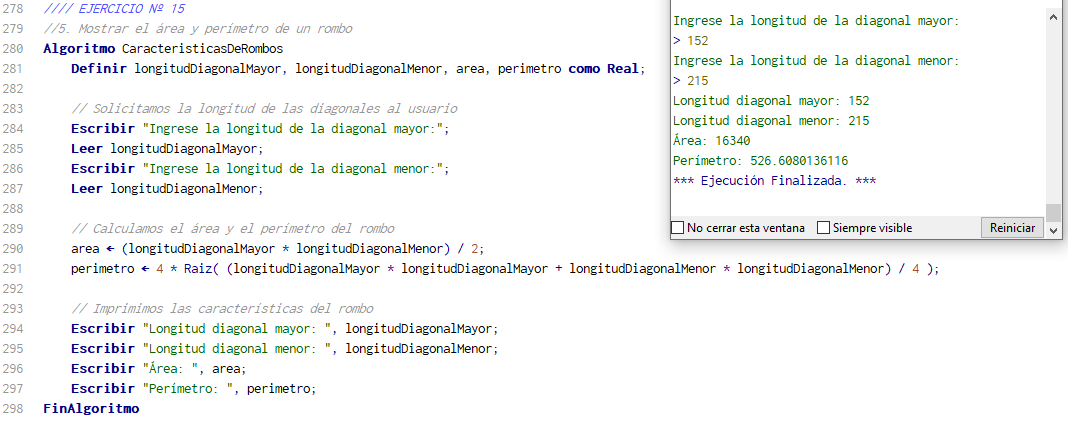 278 //// EJERCICIO Nº 15
279 //5. Mostrar el área y perímetro de un rombo
280 Algoritmo CaracterísticasDeRombos
281 Definir longitudDiagonalMayor, longitudDiagonalMenor, area, perimetro como Real;
282
283 // Solicitamos la longitud de las diagonales al usuario
284 Escribir "Ingrese la longitud de la diagonal mayor:";
285 Leer longitudDiagonalMayor;
286 Escribir "Ingrese la longitud de la diagonal menor:";
287 Leer longitudDiagonalMenor;
288
289 // Calculamos el área y el perímetro del rombo
290 area ← (longitudDiagonalMayor * longitudDiagonalMenor) / 2;
291 perimetro ← 4 * Raiz( (longitudDiagonalMayor * longitudDiagonalMayor + longitudDiagonalMenor * longitudDiagonalMenor) / 4 );
292
293 // Imprimimos las características del rombo
294 Escribir "Longitud diagonal mayor: ", longitudDiagonalMayor;
295 Escribir "Longitud diagonal menor: ", longitudDiagonalMenor;
296 Escribir "Área: ", area;
297 Escribir "Perímetro: ", perimetro;
298 FinAlgoritmo
Ingrese la longitud de la diagonal mayor:
> 152
Ingrese la longitud de la diagonal menor:
> 215
Longitud diagonal mayor: 152
Longitud diagonal menor: 215
Área: 16340
Perímetro: 526.6080136116
*** Ejecución Finalizada. ***
No cerrar esta ventana Siempre visible Reiniciar